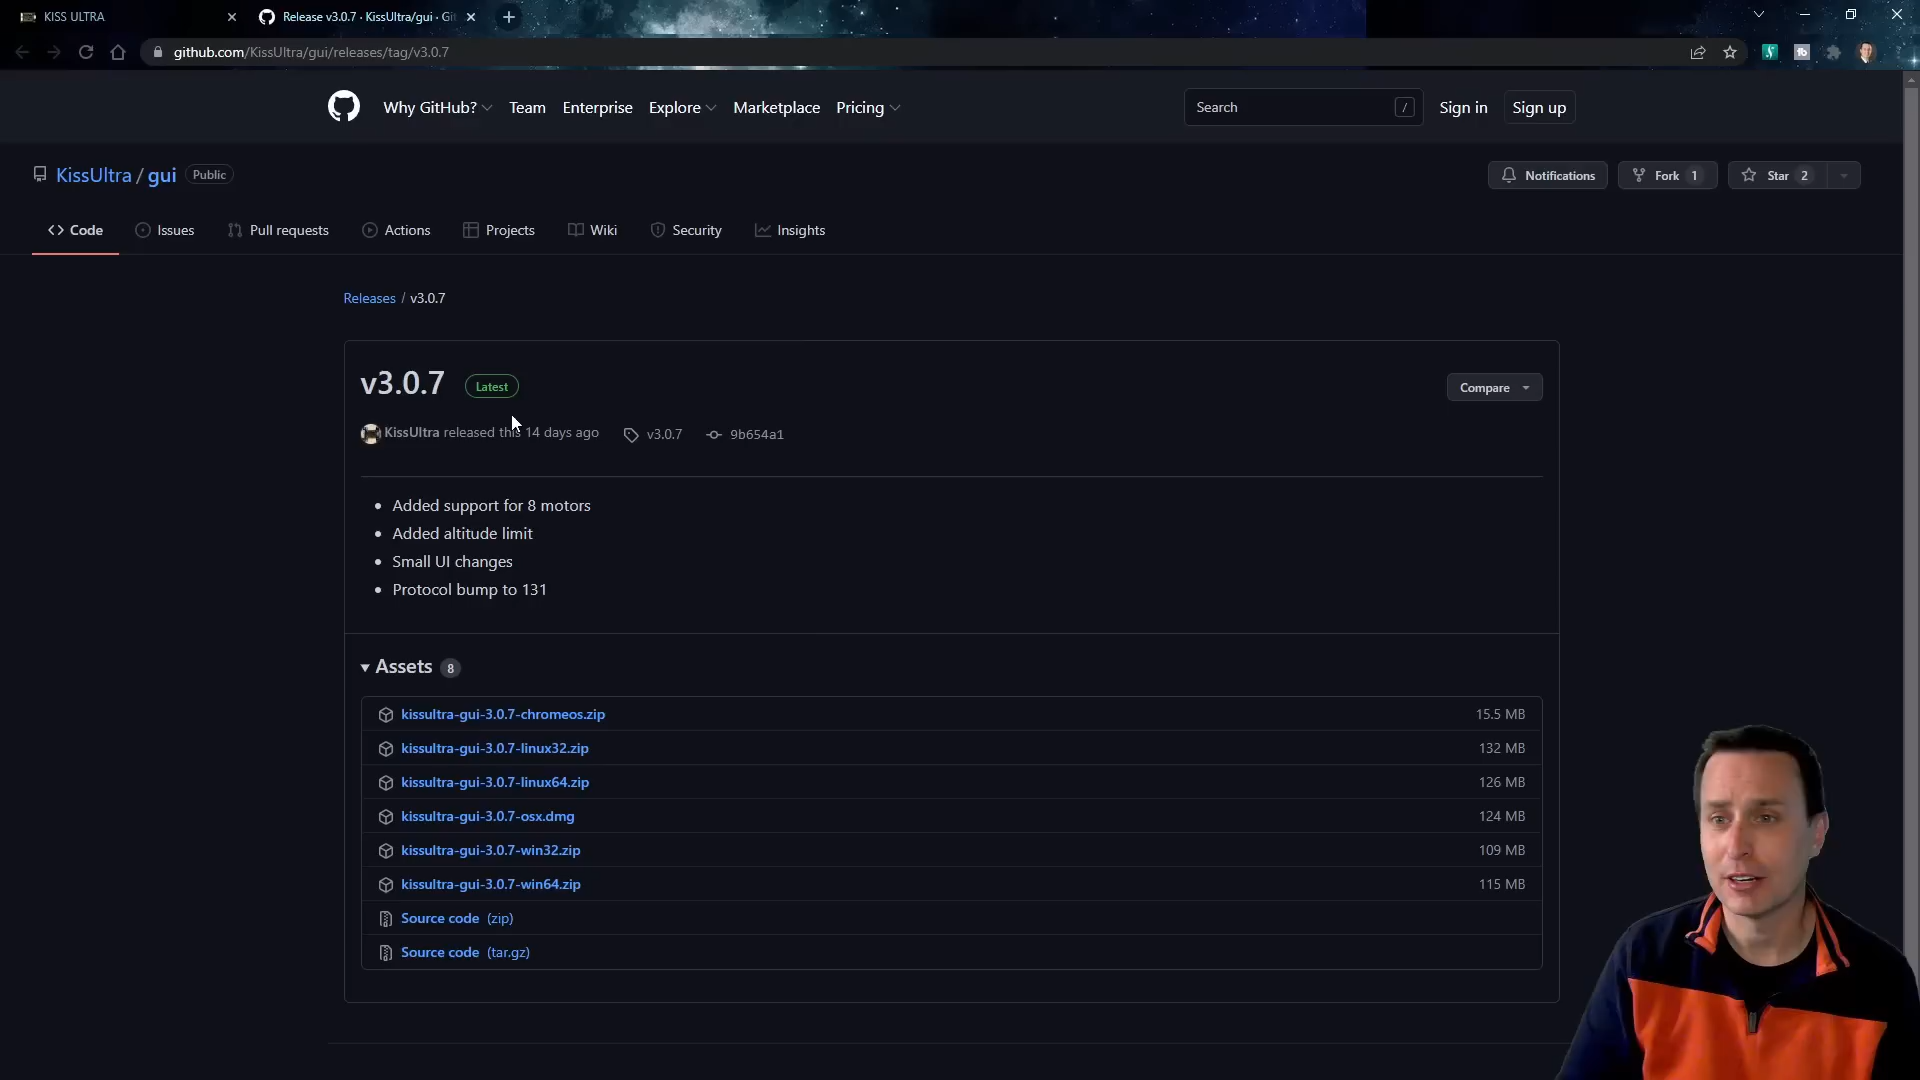 KISS ULTRA
Release v3.0.7 · KissUltra/gui · Gi
github.com/KissUltra/gui/releases/tag/v3.0.7
Why GitHub? Team Enterprise Explore Marketplace Pricing
Search /
Sign in Sign up
KissUltra / gui Public
Notifications Fork 1 Star 2
Code Issues Pull requests Actions Projects Wiki Security Insights
Releases / v3.0.7
v3.0.7 Latest
Compare
KissUltra released this 14 days ago v3.0.7 9b654a1
• Added support for 8 motors
• Added altitude limit
• Small UI changes
• Protocol bump to 131
Assets 8
kissultra-gui-3.0.7-chromeos.zip 15.5 MB
kissultra-gui-3.0.7-linux32.zip 132 MB
kissultra-gui-3.0.7-linux64.zip 126 MB
kissultra-gui-3.0.7-osx.dmg 124 MB
kissultra-gui-3.0.7-win32.zip 109 MB
kissultra-gui-3.0.7-win64.zip 115 MB
Source code (zip)
Source code (tar.gz)